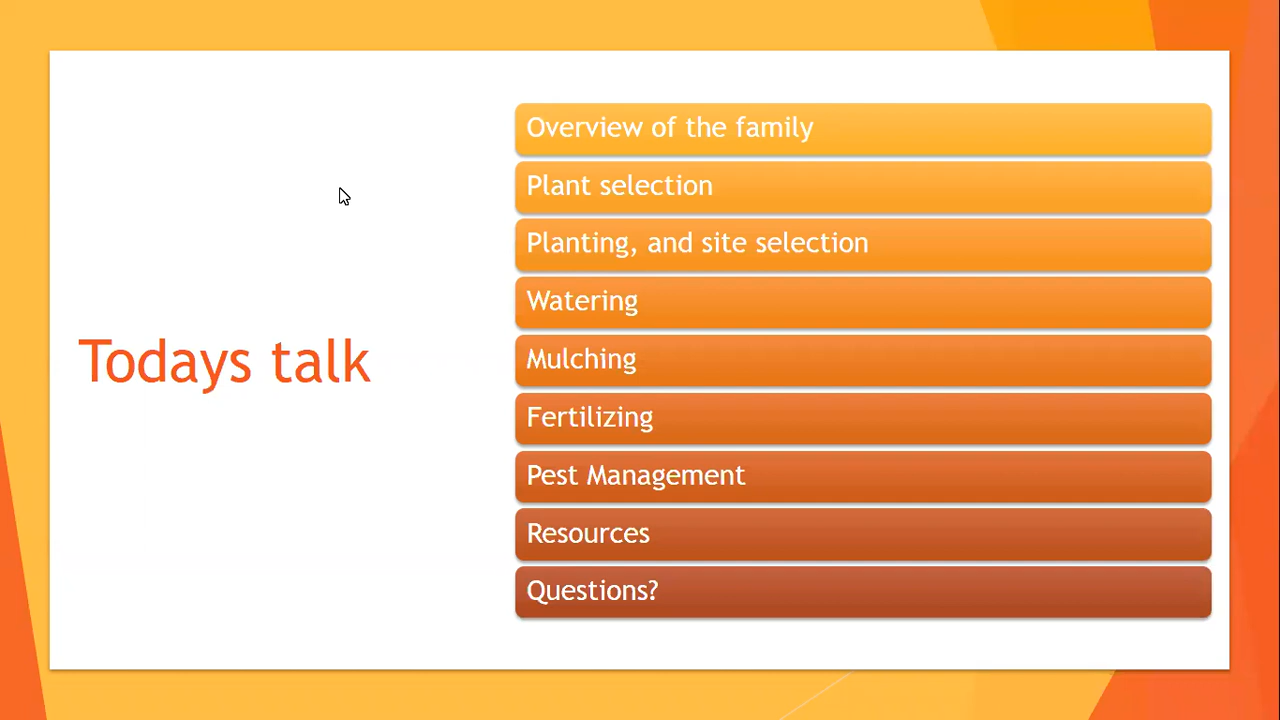 Todays talk
Overview of the family
Plant selection
Planting, and site selection
Watering
Mulching
Fertilizing
Pest Management
Resources
Questions?